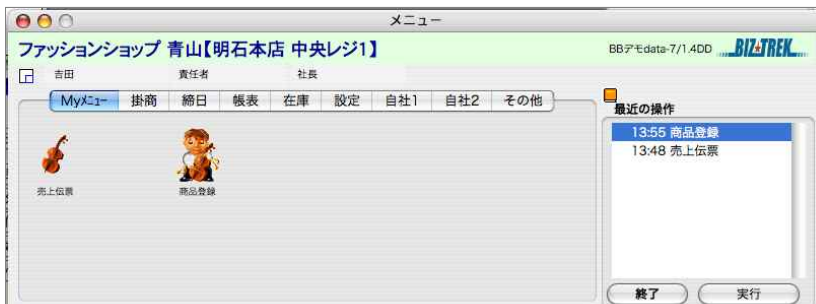 メニュー
ファッションショップ 青山【明石本店 中央レジ1】
BBデモdata-7/1.4DD BIZ★TREK
吉田 責任者 社長
Myメニュー 掛商 締日 帳表 在庫 設定 自社1 自社2 その他
最近の操作
13:55 商品登録
13:48 売上伝票
売上伝票 商品登録
終了 実行